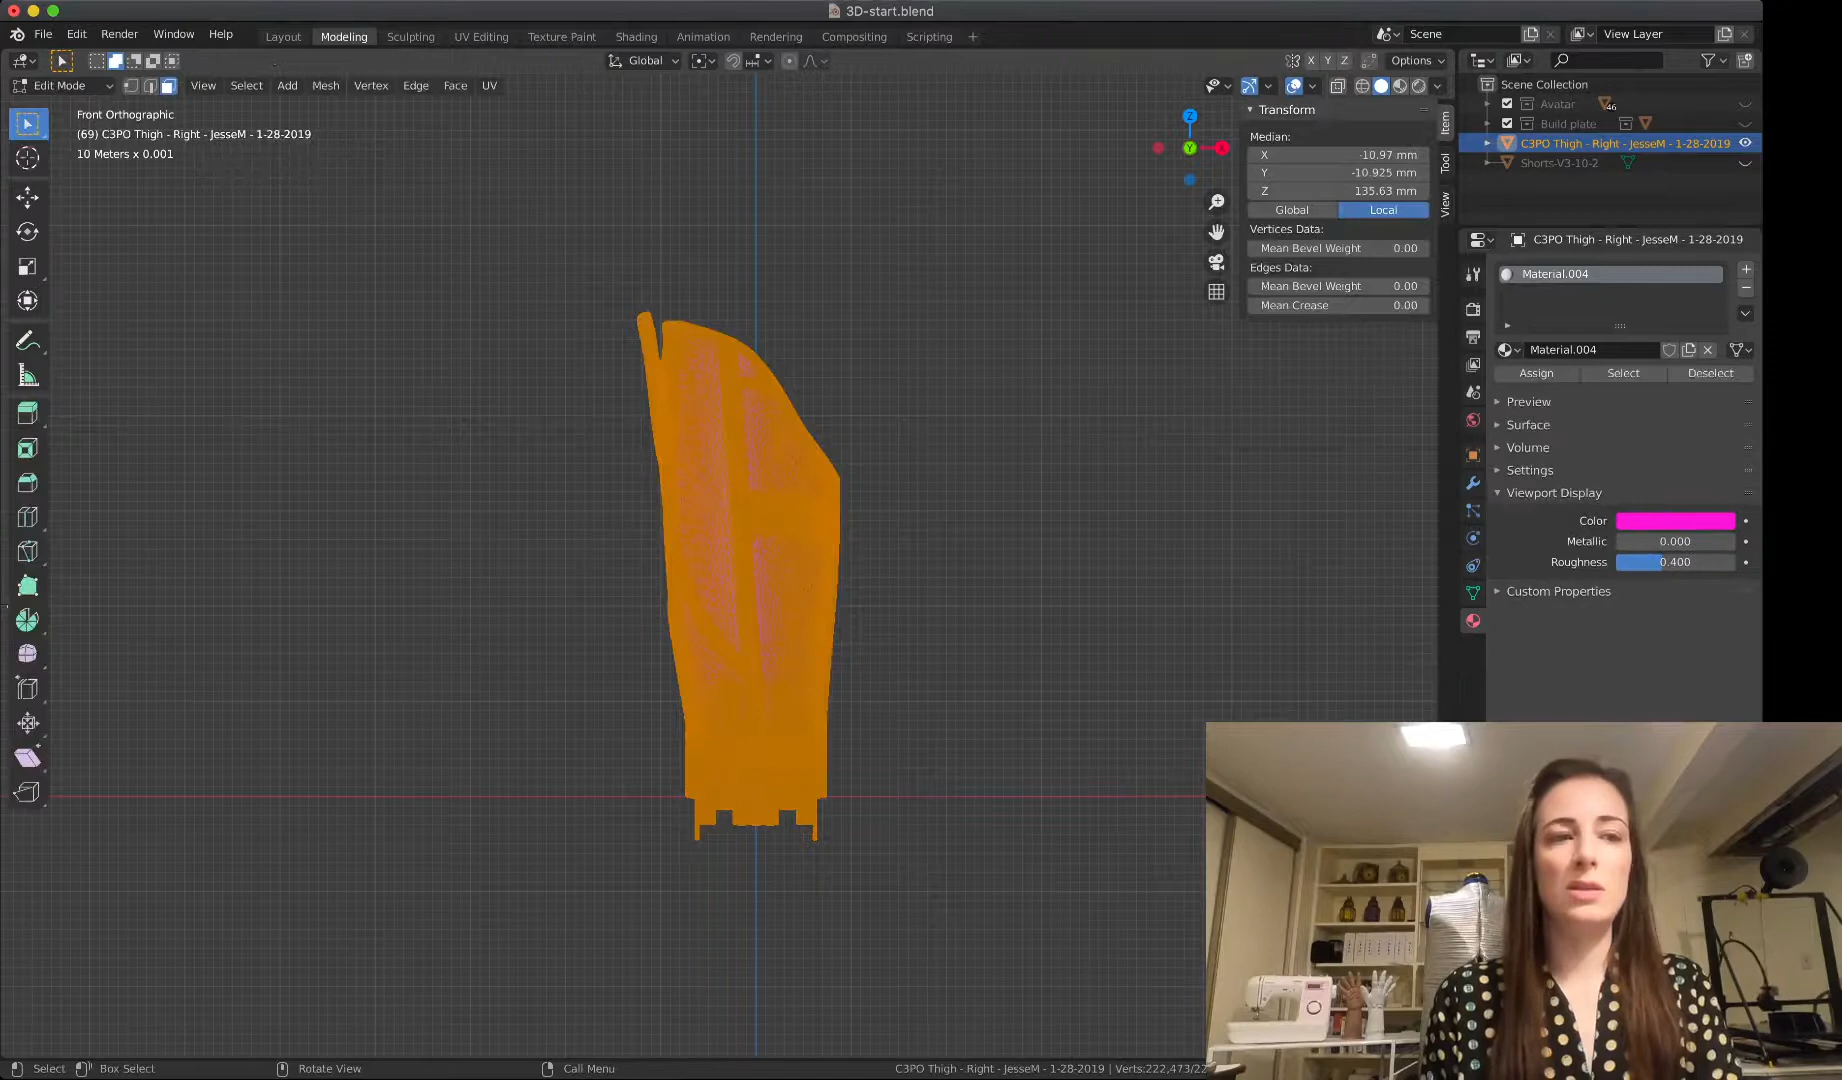 3D-start.blend
File Edit Render Window Help Layout Modeling Sculpting UV Editing Texture Paint Shading Animation Rendering Compositing Scripting + Scene View Layer
Global X Y Z Options
Edit Mode View Select Add Mesh Vertex Edge Face UV
Front Orthographic
(69) C3PO Thigh - Right - JesseM - 1-28-2019
10 Meters x 0.001
Z
Y
X
Transform
Median:
X -10.97 mm
Y -10.925 mm
Z 135.63 mm
Global Local
Vertices Data:
Mean Bevel Weight 0.00
Edges Data:
Mean Bevel Weight 0.00
Mean Crease 0.00
Item
Tool
View
Scene Collection
Avatar 46
Build plate
C3PO Thigh - Right - JesseM - 1-28-2019
Shorts-V3-10-2
C3PO Thigh - Right - JesseM - 1-28-2019
Material.004
Material.004
Assign Select Deselect
Preview
Surface
Volume
Settings
Viewport Display
Color
Metallic 0.000
Roughness 0.400
Custom Properties
Select Box Select Rotate View Call Menu C3PO Thigh - Right - JesseM - 1-28-2019 | Verts:222,473/22